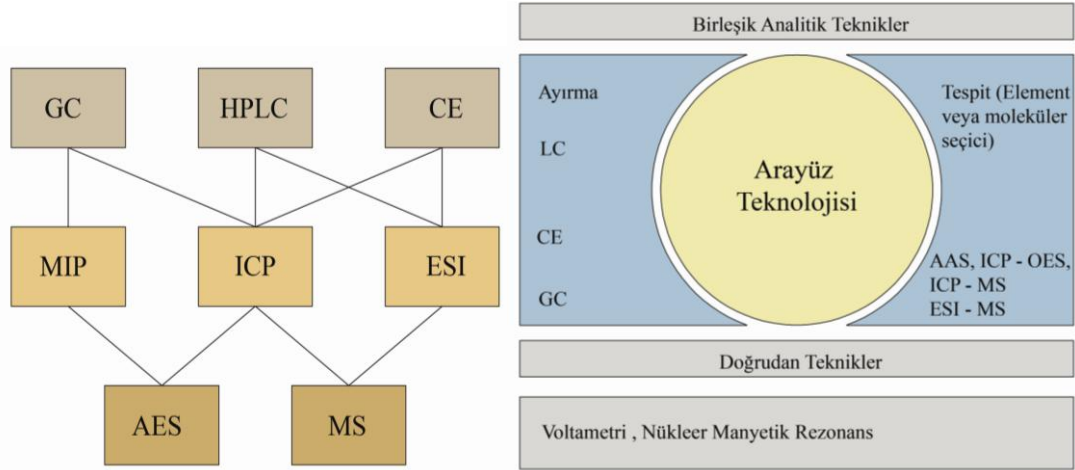 GC
HPLC
CE
MIP
ICP
ESI
AES
MS
Birleşik Analitik Teknikler
Ayırma
LC
CE
GC
Arayüz
Teknolojisi
Tespit (Element
veya moleküler
seçici)
AAS, ICP - OES,
ICP - MS
ESI - MS
Doğrudan Teknikler
Voltametri , Nükleer Manyetik Rezonans